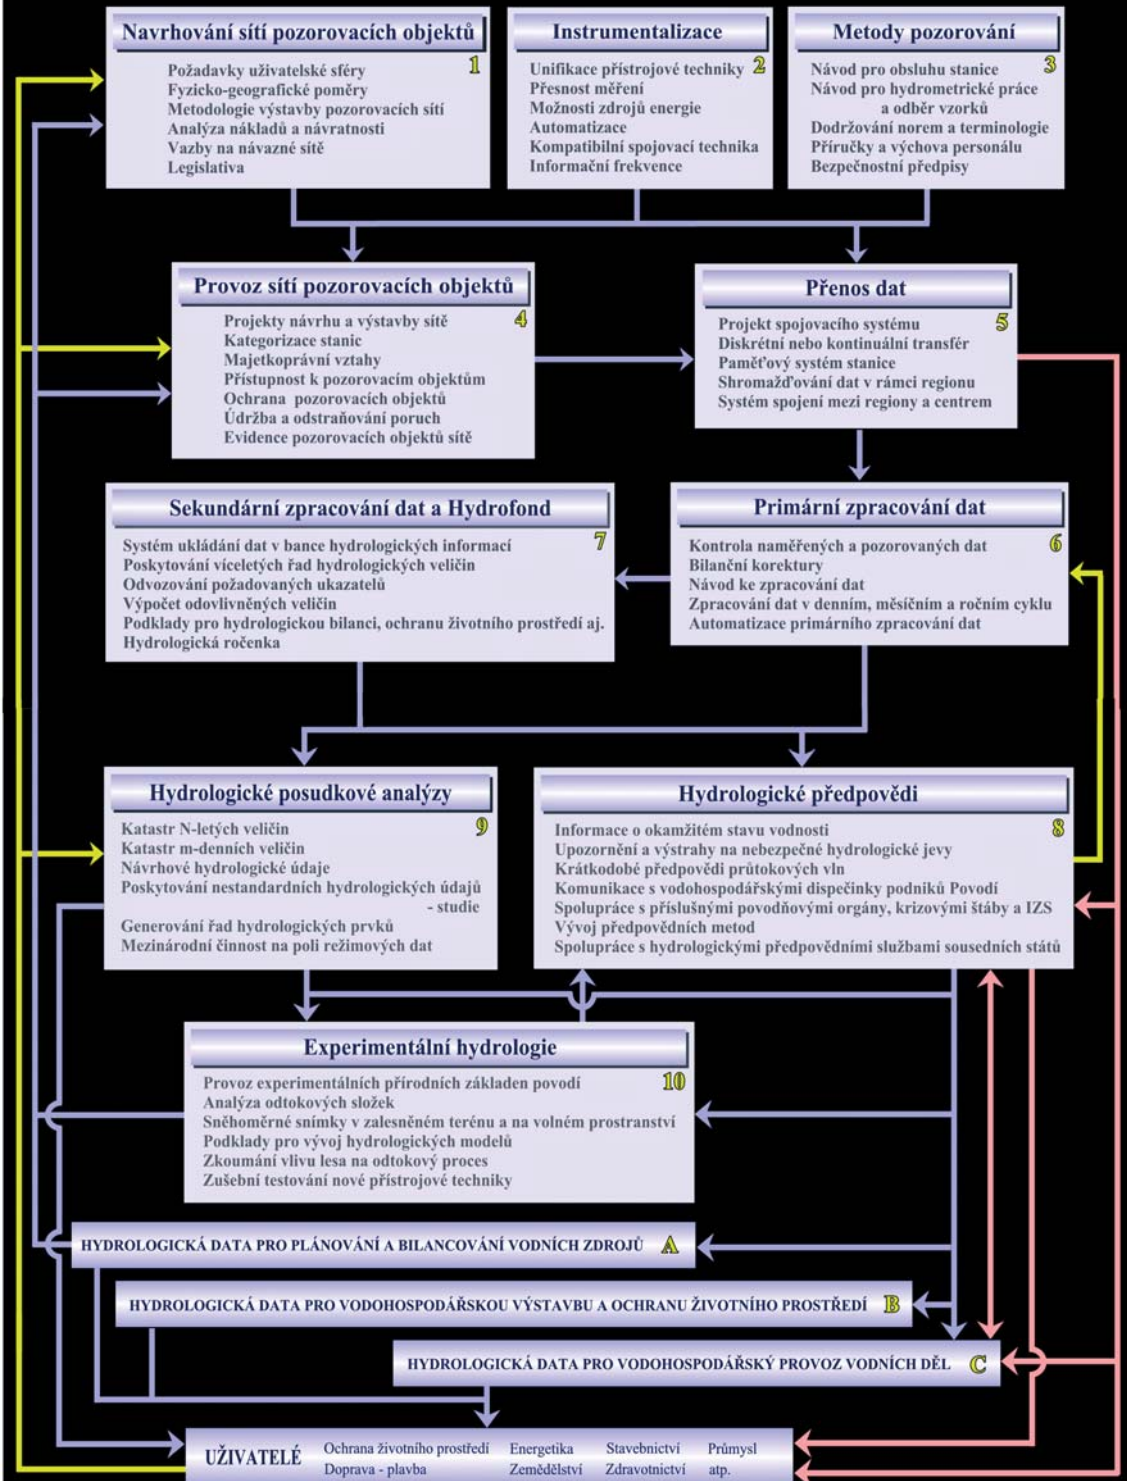 Navrhování sítí pozorovacích objektů
1
Požadavky uživatelské sféry
Fyzicko-geografické poměry
Metodologie výstavby pozorovacích sítí
Analýza nákladů a návratnosti
Vazby na návazné sítě
Legislativa
Instrumentalizace
2
Unifikace přístrojové techniky
Přesnost měření
Možnosti zdrojů energie
Automatizace
Kompatibilní spojovací technika
Informační frekvence
Metody pozorování
3
Návod pro obsluhu stanice
Návod pro hydrometrické práce
a odběr vzorků
Dodržování norem a terminologie
Příručky a výchova personálu
Bezpečnostní předpisy
Provoz sítí pozorovacích objektů
4
Projekty návrhu a výstavby sítě
Kategorizace stanic
Majetkoprávní vztahy
Přístupnost k pozorovacím objektům
Ochrana pozorovacích objektů
Údržba a odstraňování poruch
Evidence pozorovacích objektů sítě
Přenos dat
5
Projekt spojovacího systému
Diskrétní nebo kontinuální transfér
Paměťový systém stanice
Shromažďování dat v rámci regionu
Systém spojení mezi regiony a centrem
Sekundární zpracování dat a Hydrofond
7
Systém ukládání dat v bance hydrologických informací
Poskytování víceletých řad hydrologických veličin
Odvozování požadovaných ukazatelů
Výpočet odovlivněných veličin
Podklady pro hydrologickou bilanci, ochranu životního prostředí aj.
Hydrologická ročenka
Primární zpracování dat
6
Kontrola naměřených a pozorovaných dat
Bilanční korektury
Návod ke zpracování dat
Zpracování dat v denním, měsíčním a ročním cyklu
Automatizace primárního zpracování dat
Hydrologické posudkové analýzy
9
Katastr N-letých veličin
Katastr m-denních veličin
Návrhové hydrologické údaje
Poskytování nestandardních hydrologických údajů
- studie
Generování řad hydrologických prvků
Mezinárodní činnost na poli režimových dat
Hydrologické předpovědi
8
Informace o okamžitém stavu vodnosti
Upozornění a výstrahy na nebezpečné hydrologické jevy
Krátkodobé předpovědi průtokových vln
Komunikace s vodohospodářskými dispečinky podniků Povodí
Spolupráce s příslušnými povodňovými orgány, krizovými štáby a IZS
Vývoj předpovědních metod
Spolupráce s hydrologickými předpovědními službami sousedních států
Experimentální hydrologie
10
Provoz experimentálních přírodních základen povodí
Analýza odtokových složek
Sněhoměrné snímky v zalesněném terénu a na volném prostranství
Podklady pro vývoj hydrologických modelů
Zkoumání vlivu lesa na odtokový proces
Zušební testování nové přístrojové techniky
HYDROLOGICKÁ DATA PRO PLÁNOVÁNÍ A BILANCOVÁNÍ VODNÍCH ZDROJŮ A
HYDROLOGICKÁ DATA PRO VODOHOSPODÁŘSKOU VÝSTAVBU A OCHRANU ŽIVOTNÍHO PROSTŘEDÍ B
HYDROLOGICKÁ DATA PRO VODOHOSPODÁŘSKÝ PROVOZ VODNÍCH DĚL C
UŽIVATELÉ
Ochrana životního prostředí Energetika Stavebnictví Průmysl
Doprava - plavba Zemědělství Zdravotnictví atp.